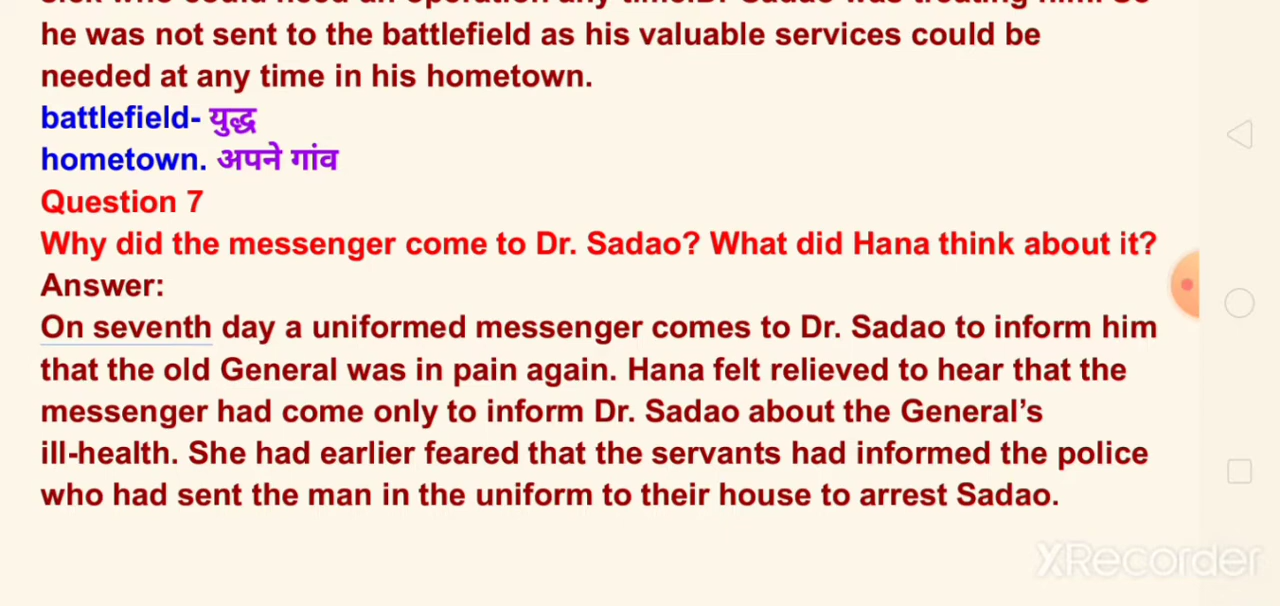 he was not sent to the battlefield as his valuable services could be
needed at any time in his hometown.
battlefield- युद्ध
hometown. अपने गांव
Question 7
Why did the messenger come to Dr. Sadao? What did Hana think about it?
Answer:
On seventh day a uniformed messenger comes to Dr. Sadao to inform him
that the old General was in pain again. Hana felt relieved to hear that the
messenger had come only to inform Dr. Sadao about the General's
ill-health. She had earlier feared that the servants had informed the police
who had sent the man in the uniform to their house to arrest Sadao.
XRecorder